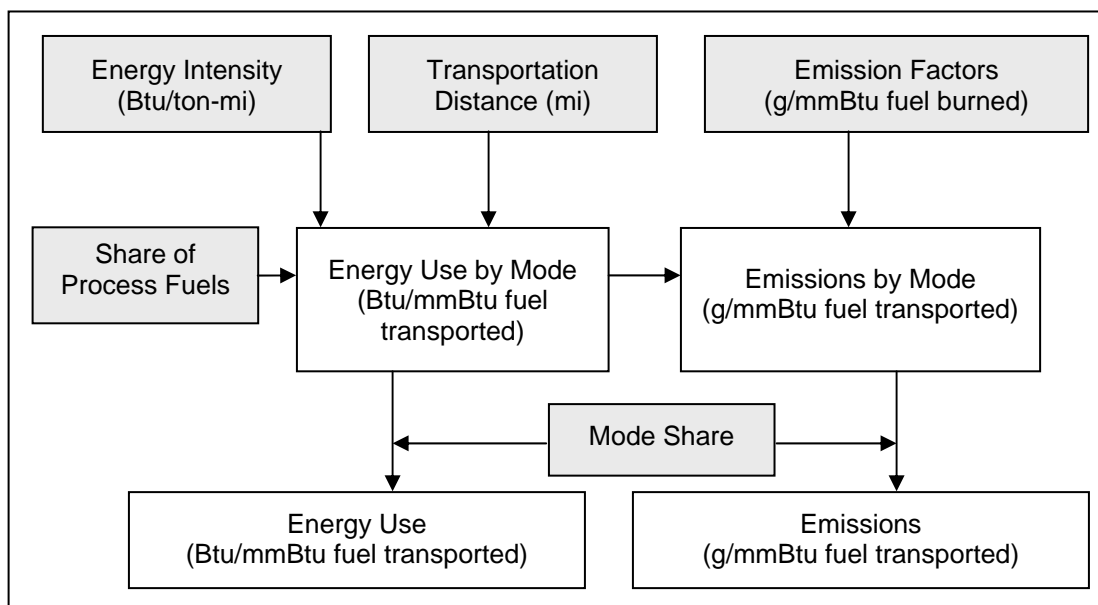 Energy Intensity
(Btu/ton-mi)
Transportation
Distance (mi)
Emission Factors
(g/mmBtu fuel burned)
Share of
Process Fuels
Energy Use by Mode
(Btu/mmBtu fuel
transported)
Emissions by Mode
(g/mmBtu fuel transported)
Mode Share
Energy Use
(Btu/mmBtu fuel transported)
Emissions
(g/mmBtu fuel transported)